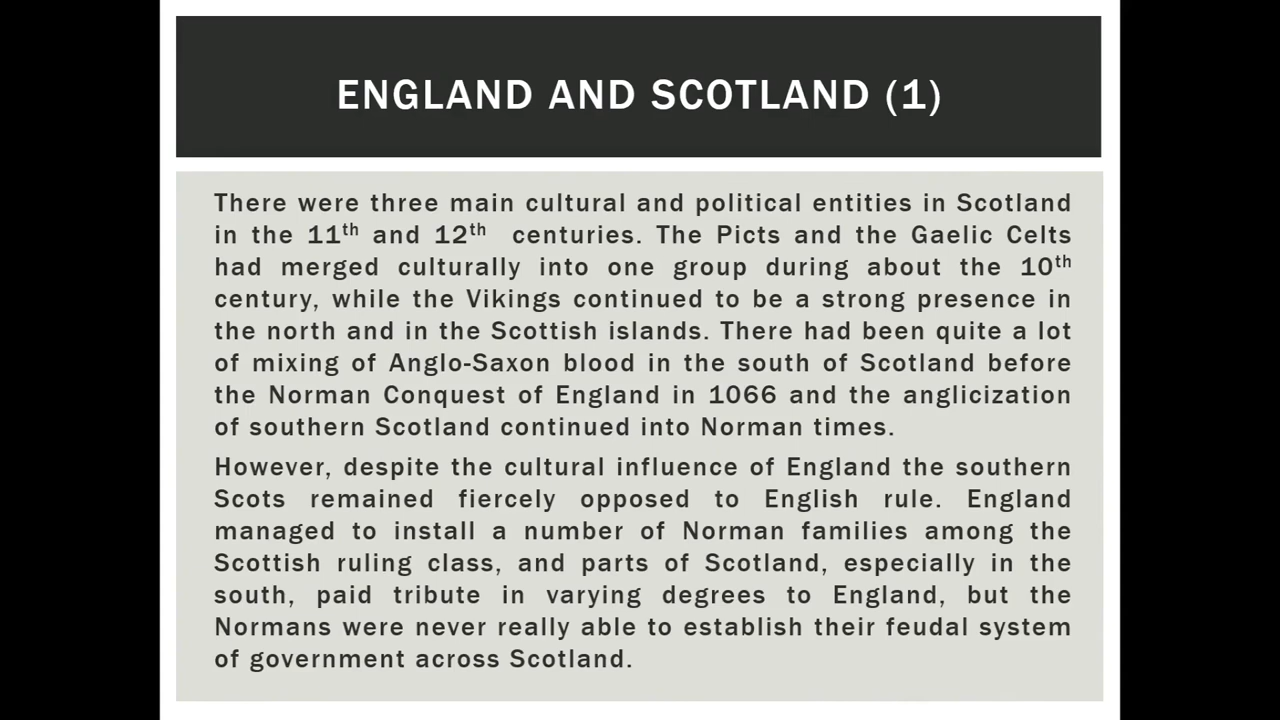 ENGLAND AND SCOTLAND (1)
There were three main cultural and political entities in Scotland
in the 11th and 12th centuries. The Picts and the Gaelic Celts
had merged culturally into one group during about the 10th
century, while the Vikings continued to be a strong presence in
the north and in the Scottish islands. There had been quite a lot
of mixing of Anglo-Saxon blood in the south of Scotland before
the Norman Conquest of England in 1066 and the anglicization
of southern Scotland continued into Norman times.
However, despite the cultural influence of England the southern
Scots remained fiercely opposed to English rule. England
managed to install a number of Norman families among the
Scottish ruling class, and parts of Scotland, especially in the
south, paid tribute in varying degrees to England, but the
Normans were never really able to establish their feudal system
of government across Scotland.